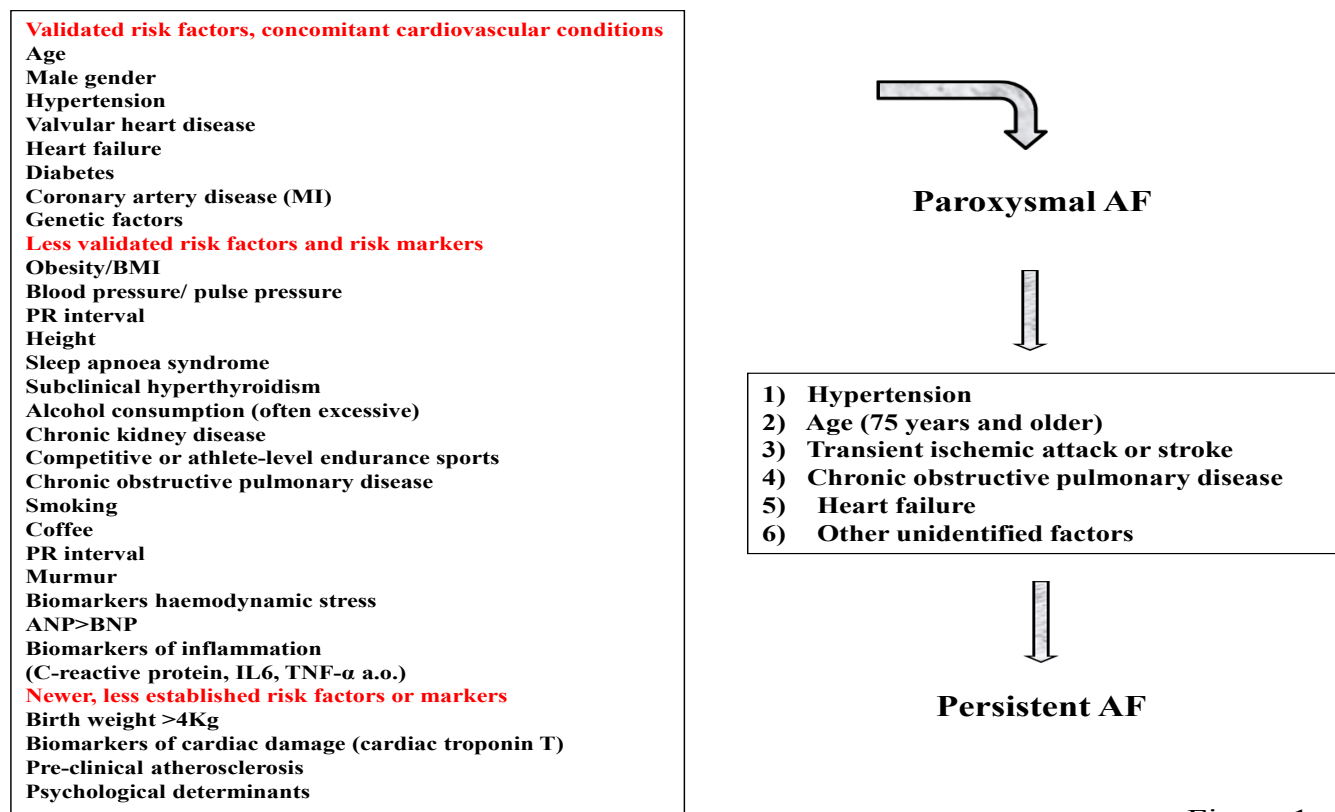 Validated risk factors, concomitant cardiovascular conditions
Age
Male gender
Hypertension
Valvular heart disease
Heart failure
Diabetes
Coronary artery disease (MI)
Genetic factors
Less validated risk factors and risk markers
Obesity/BMI
Blood pressure/ pulse pressure
PR interval
Height
Sleep apnoea syndrome
Subclinical hyperthyroidism
Alcohol consumption (often excessive)
Chronic kidney disease
Competitive or athlete-level endurance sports
Chronic obstructive pulmonary disease
Smoking
Coffee
PR interval
Murmur
Biomarkers haemodynamic stress
ANP>BNP
Biomarkers of inflammation
(C-reactive protein, IL6, TNF-α a.o.)
Newer, less established risk factors or markers
Birth weight >4Kg
Biomarkers of cardiac damage (cardiac troponin T)
Pre-clinical atherosclerosis
Psychological determinants
Paroxysmal AF
1) Hypertension
2) Age (75 years and older)
3) Transient ischemic attack or stroke
4) Chronic obstructive pulmonary disease
5) Heart failure
6) Other unidentified factors
Persistent AF